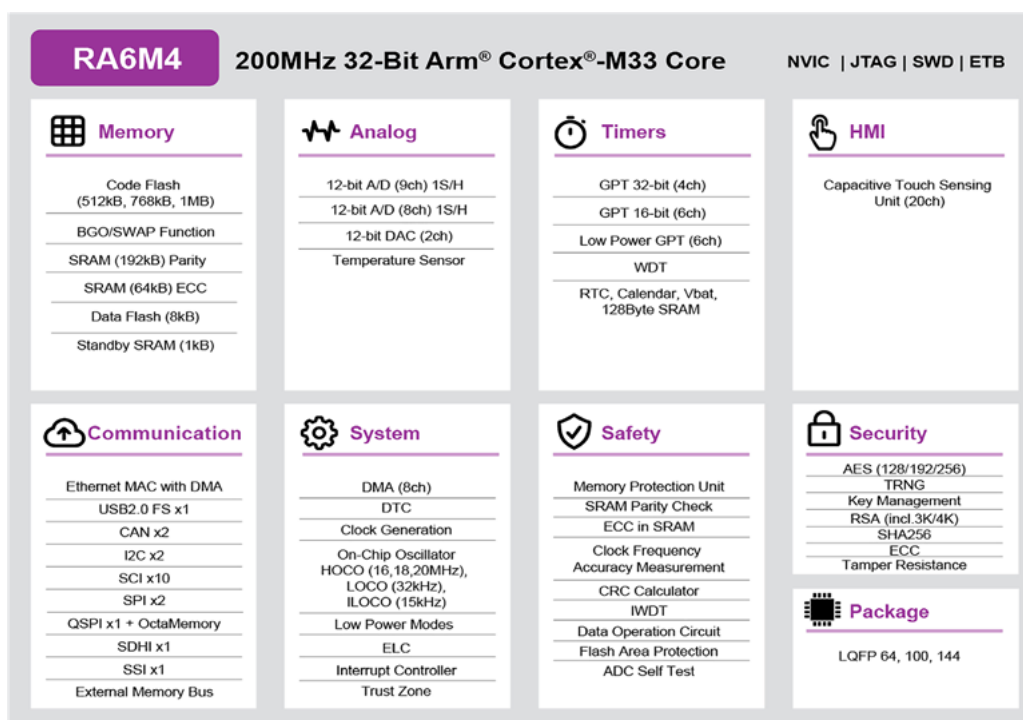 RA6M4
200MHz 32-Bit Arm® Cortex®-M33 Core
NVIC | JTAG | SWD | ETB
Memory
Code Flash
(512kB, 768kB, 1MB)
BGO/SWAP Function
SRAM (192kB) Parity
SRAM (64kB) ECC
Data Flash (8kB)
Standby SRAM (1kB)
Analog
12-bit A/D (9ch) 1S/H
12-bit A/D (8ch) 1S/H
12-bit DAC (2ch)
Temperature Sensor
Timers
GPT 32-bit (4ch)
GPT 16-bit (6ch)
Low Power GPT (6ch)
WDT
RTC, Calendar, Vbat,
128Byte SRAM
HMI
Capacitive Touch Sensing
Unit (20ch)
Communication
Ethernet MAC with DMA
USB2.0 FS x1
CAN x2
I2C x2
SCI x10
SPI x2
QSPI x1 + OctaMemory
SDHI x1
SSI x1
External Memory Bus
System
DMA (8ch)
DTC
Clock Generation
On-Chip Oscillator
HOCO (16,18,20MHz),
LOCO (32kHz),
ILOCO (15kHz)
Low Power Modes
ELC
Interrupt Controller
Trust Zone
Safety
Memory Protection Unit
SRAM Parity Check
ECC in SRAM
Clock Frequency
Accuracy Measurement
CRC Calculator
IWDT
Data Operation Circuit
Flash Area Protection
ADC Self Test
Security
AES (128/192/256)
TRNG
Key Management
RSA (incl.3K/4K)
SHA256
ECC
Tamper Resistance
Package
LQFP 64, 100, 144